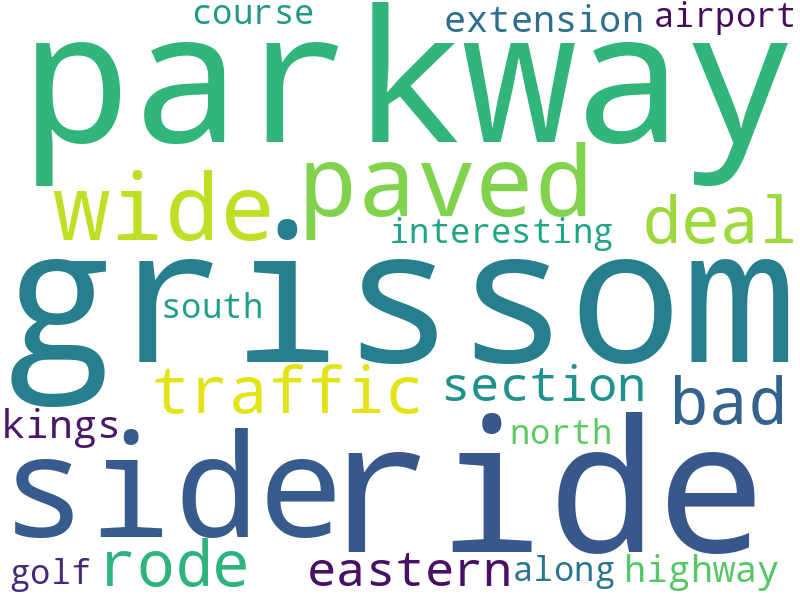 course extension airport
parkway
wide paved deal
interesting
grissom
south
traffic section bad
kings north
side ride
golf rode eastern along highway